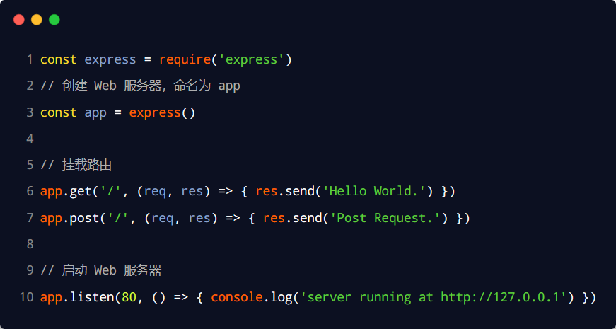 1 const express = require('express')
2 // 创建 Web 服务器，命名为 app
3 const app = express()
4
5 // 挂载路由
6 app.get('/', (req, res) => { res.send('Hello World.') })
7 app.post('/', (req, res) => { res.send('Post Request.') })
8
9 // 启动 Web 服务器
10 app.listen(80, () => { console.log('server running at http://127.0.0.1') })